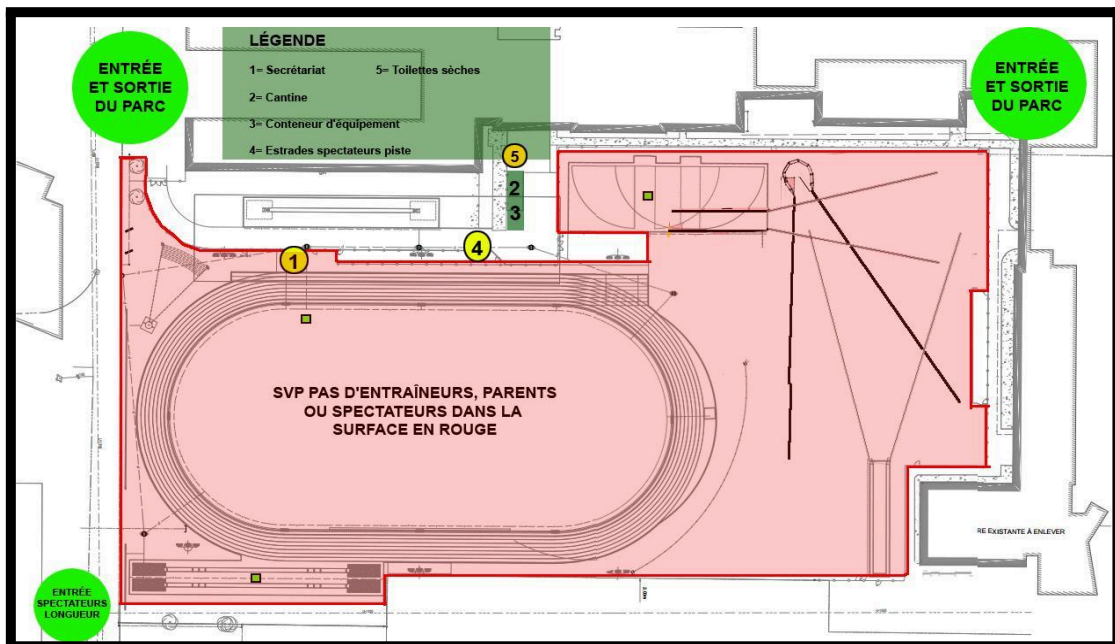 ENTRÉE
ET SORTIE
DU PARC
LÉGENDE
1= Secrétariat 5= Toilettes sèches
2= Cantine
3= Conteneur d'équipement
4= Estrades spectateurs piste
ENTRÉE
ET SORTIE
DU PARC
5
2
3
4
1
SVP PAS D'ENTRAÎNEURS, PARENTS
OU SPECTATEURS DANS LA
SURFACE EN ROUGE
RE EXISTANTE À ENLEVER
ENTRÉE
SPECTATEURS
LONGUEUR